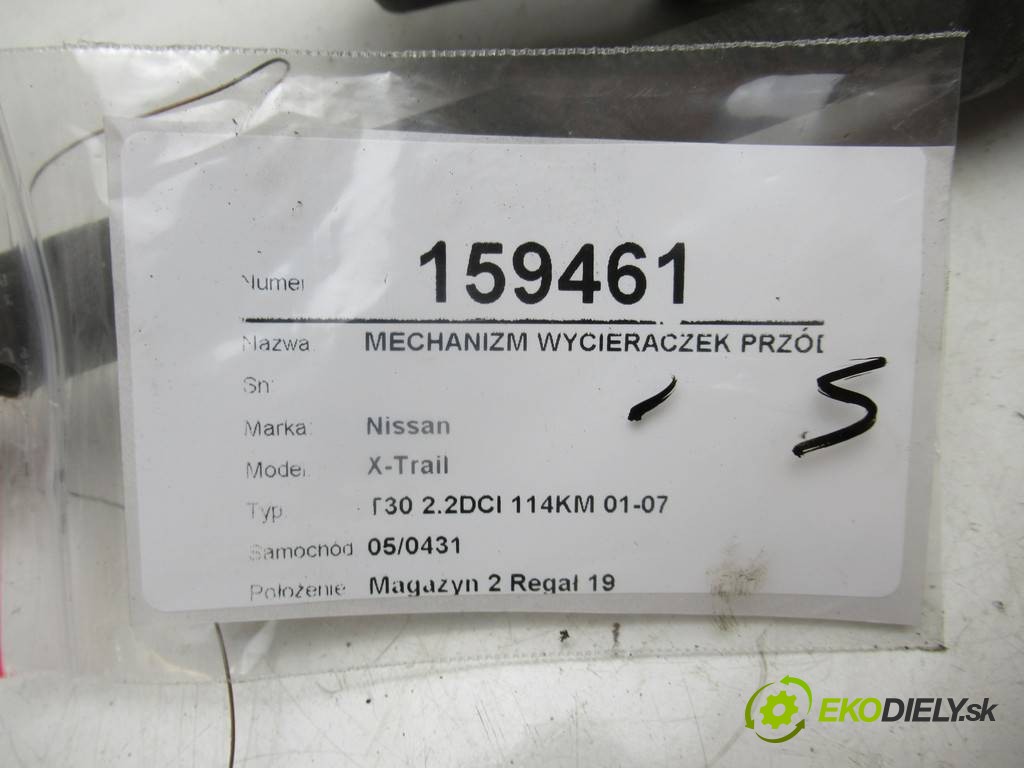 Numer 159461
Nazwa: MECHANIZM WYCIERACZEK PRZÓD
Sn:
Marka: Nissan
Model: X-Trail
Typ: T30 2.2DCI 114KM 01-07
Samochód 05/0431
Położenie Magazyn 2 Regał 19
S
EKODIELY.sk